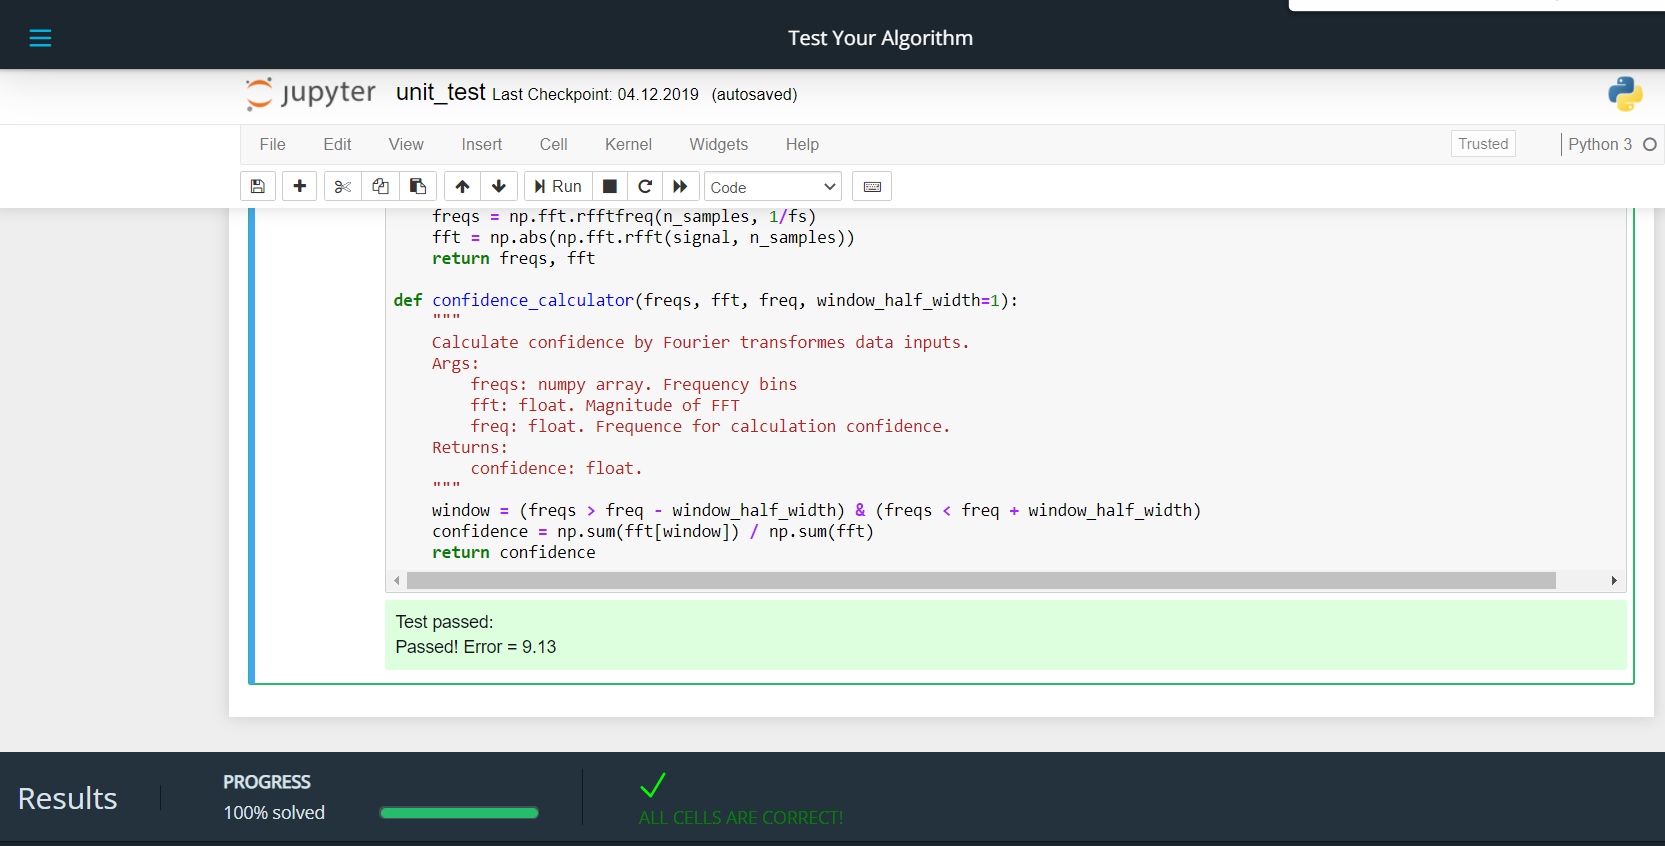 Test Your Algorithm
jupyter unit_test Last Checkpoint: 04.12.2019 (autosaved)
File Edit View Insert Cell Kernel Widgets Help Trusted Python 3
Run Code
freqs = np.fft.rfftfreq(n_samples, 1/fs)
fft = np.abs(np.fft.rfft(signal, n_samples))
return freqs, fft
def confidence_calculator(freqs, fft, freq, window_half_width=1):
"""
Calculate confidence by Fourier transformes data inputs.
Args:
freqs: numpy array. Frequency bins
fft: float. Magnitude of FFT
freq: float. Frequence for calculation confidence.
Returns:
confidence: float.
"""
window = (freqs > freq - window_half_width) & (freqs < freq + window_half_width)
confidence = np.sum(fft[window]) / np.sum(fft)
return confidence
Test passed:
Passed! Error = 9.13
Results
PROGRESS
100% solved
ALL CELLS ARE CORRECT!